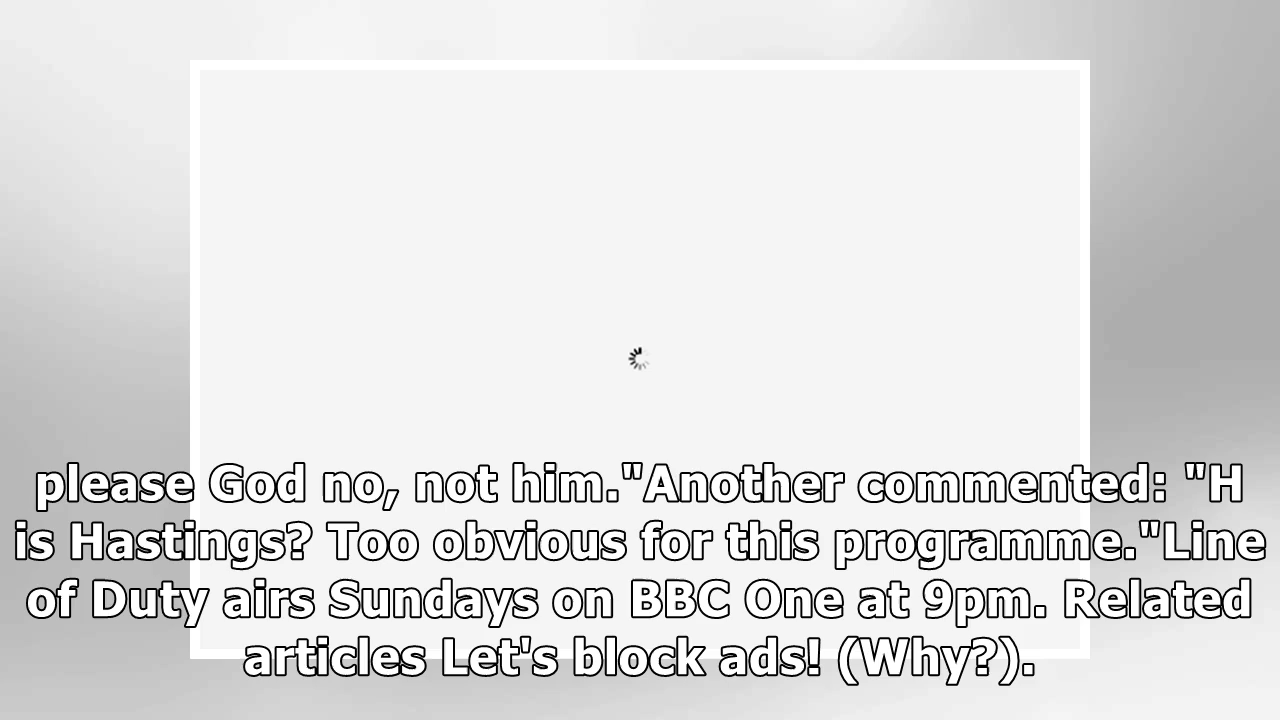 please God no, not him."Another commented: "H
is Hastings? Too obvious for this programme."Line
of Duty airs Sundays on BBC One at 9pm. Related
articles Let's block ads! (Why?).